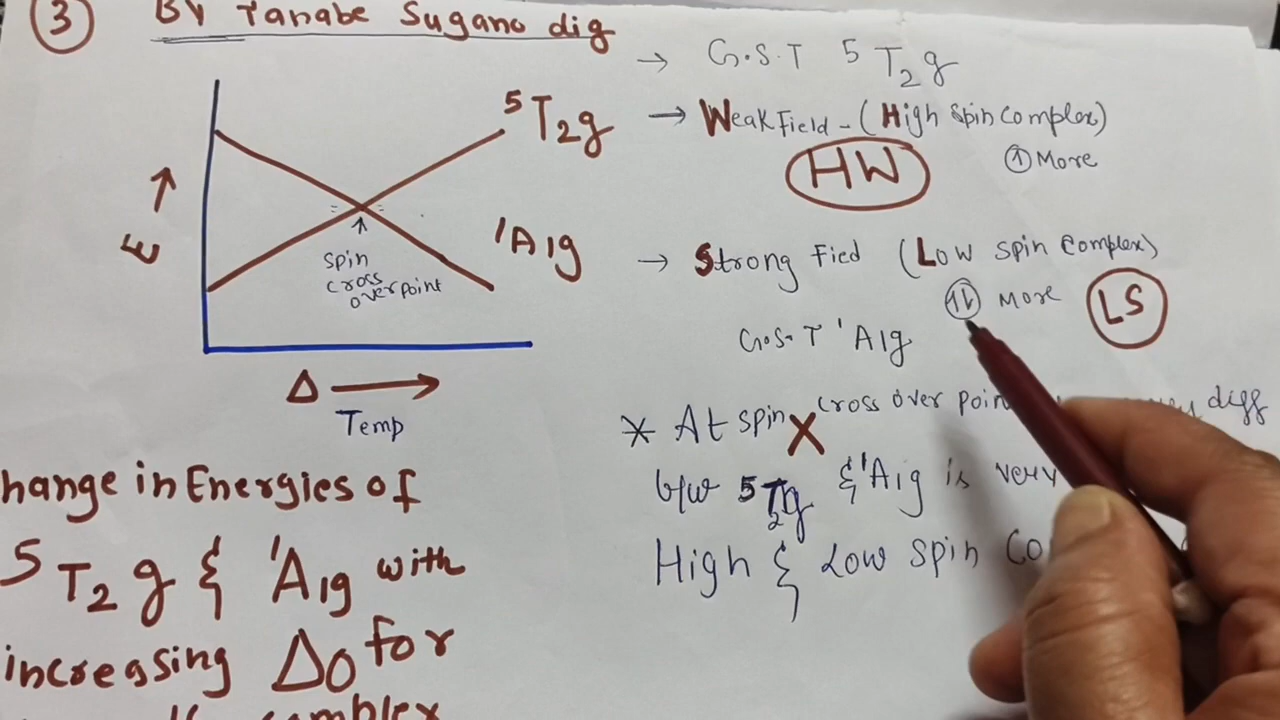 ③ BY Tanabe Sugano dig
E ↑
⁵T₂g
¹A1g
spin
cross
over point
Δ →
Temp
hange in Energies of
⁵T₂g & ¹A1g with
increasing Δo for
complex
→ G.S.T ⁵T₂g
→ Weak Field - (High Spin Complex)
HW
↑ More
→ Strong Fied (Low spin complex)
↑↓ More
LS
G.S.T ¹A1g
* At spin X cross over poin diff
b/w ⁵T₂g & ¹A1g is very
High & Low spin Co